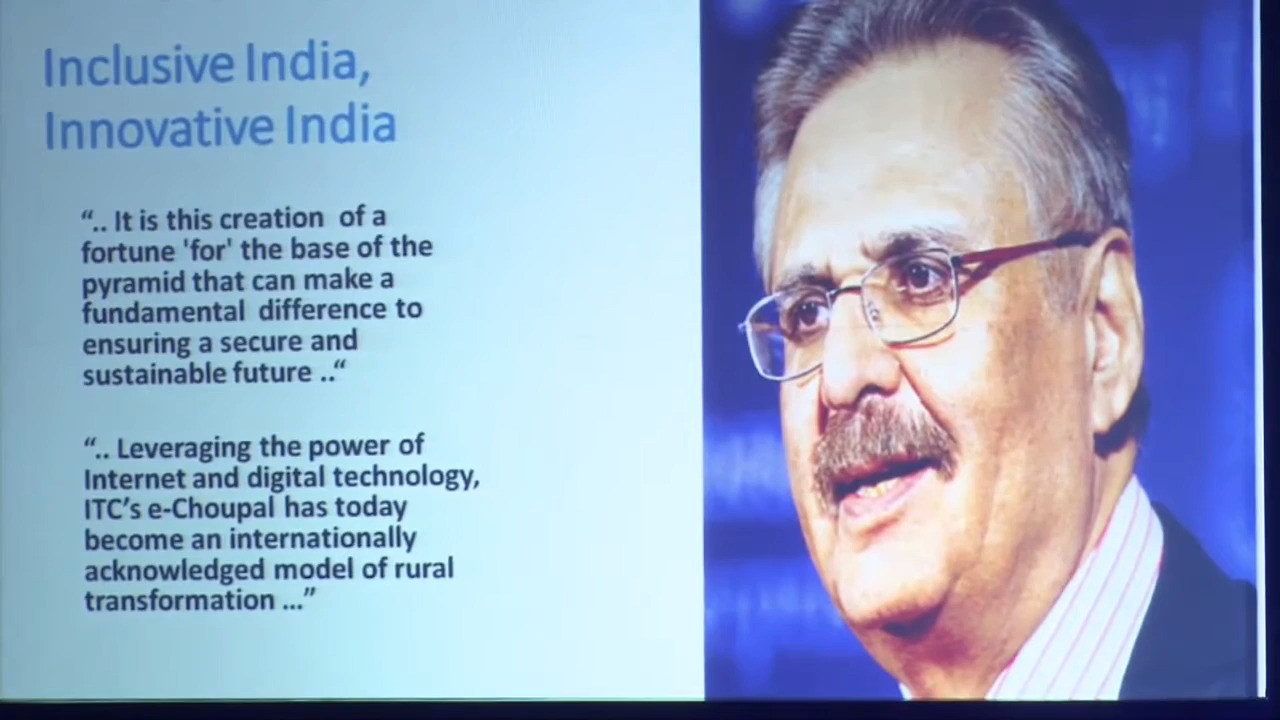 Inclusive India,
Innovative India
“.. It is this creation of a
fortune 'for' the base of the
pyramid that can make a
fundamental difference to
ensuring a secure and
sustainable future ..“
“.. Leveraging the power of
Internet and digital technology,
ITC’s e-Choupal has today
become an internationally
acknowledged model of rural
transformation ...”